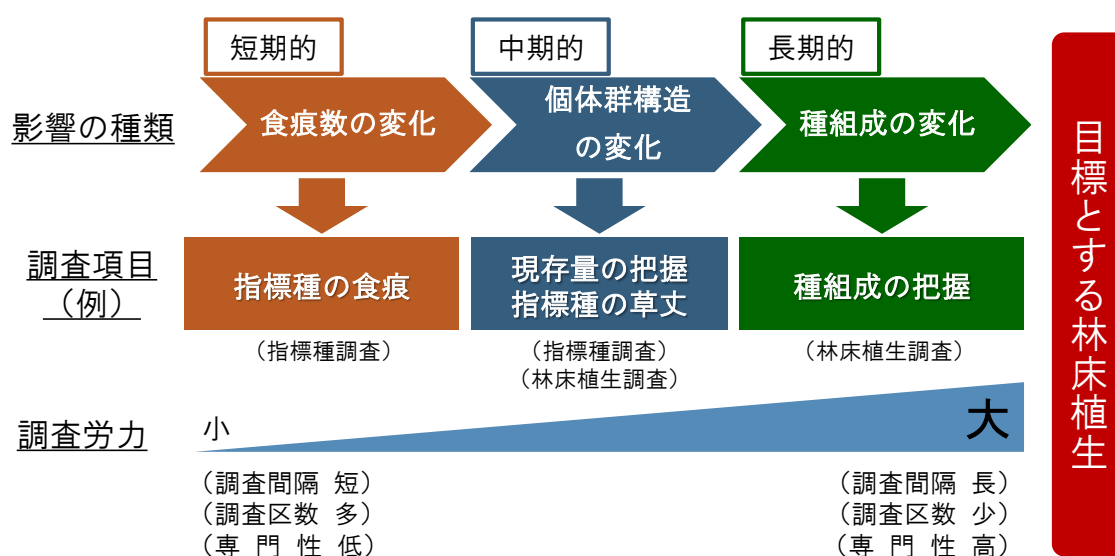 短期的
中期的
長期的
影響の種類
食痕数の変化
個体群構造
の変化
種組成の変化
調査項目
（例）
指標種の食痕
現存量の把握
指標種の草丈
種組成の把握
（指標種調査）
（指標種調査）
（林床植生調査）
（林床植生調査）
調査労力
小
大
（調査間隔 短）
（調査区数 多）
（専 門 性 低）
（調査間隔 長）
（調査区数 少）
（専 門 性 高）
目標とする林床植生